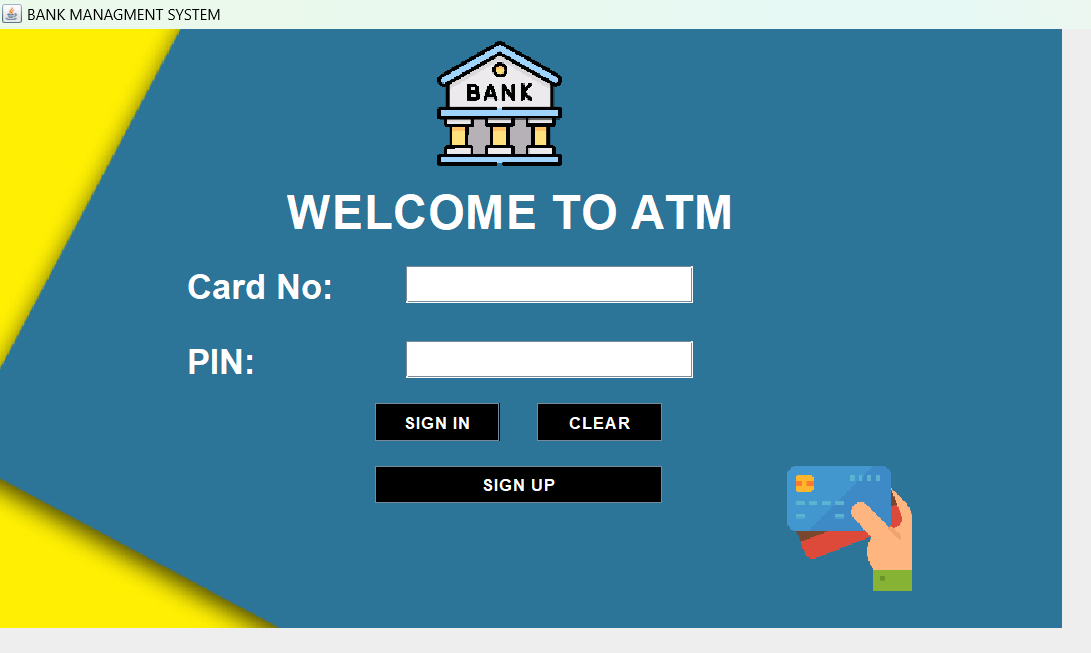 BANK MANAGMENT SYSTEM
BANK
WELCOME TO ATM
Card No:
PIN:
SIGN IN
CLEAR
SIGN UP